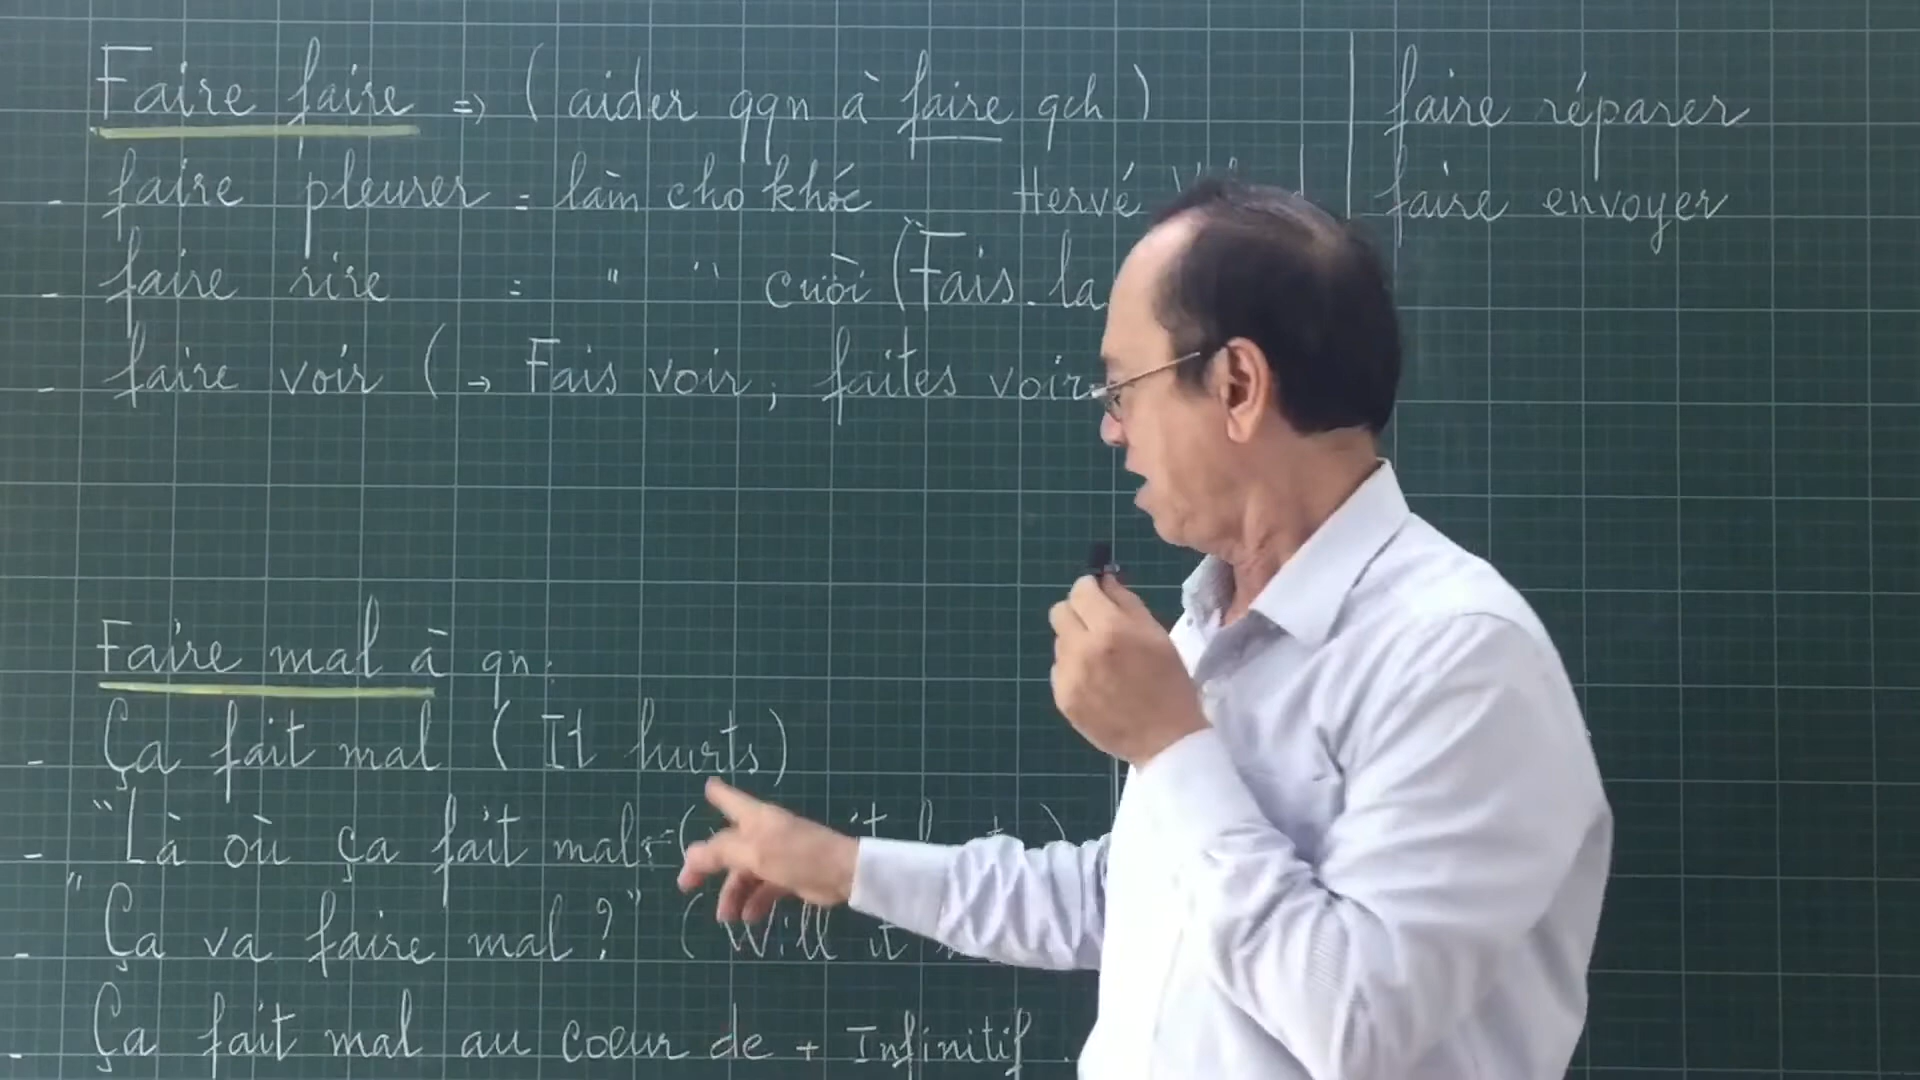 Faire faire => ( aider qqn à faire qch )
- faire pleurer = làm cho khóc Hervé
- faire rire = " " cười (Fais-la
- faire voir ( → Fais voir, faites voir
faire réparer
faire envoyer
Faire mal à qn:
- Ça fait mal ( It hurts)
- "Là où ça fait mal" ( it
- "Ça va faire mal ?" ( Will it
- Ça fait mal au coeur de + Infinitif .